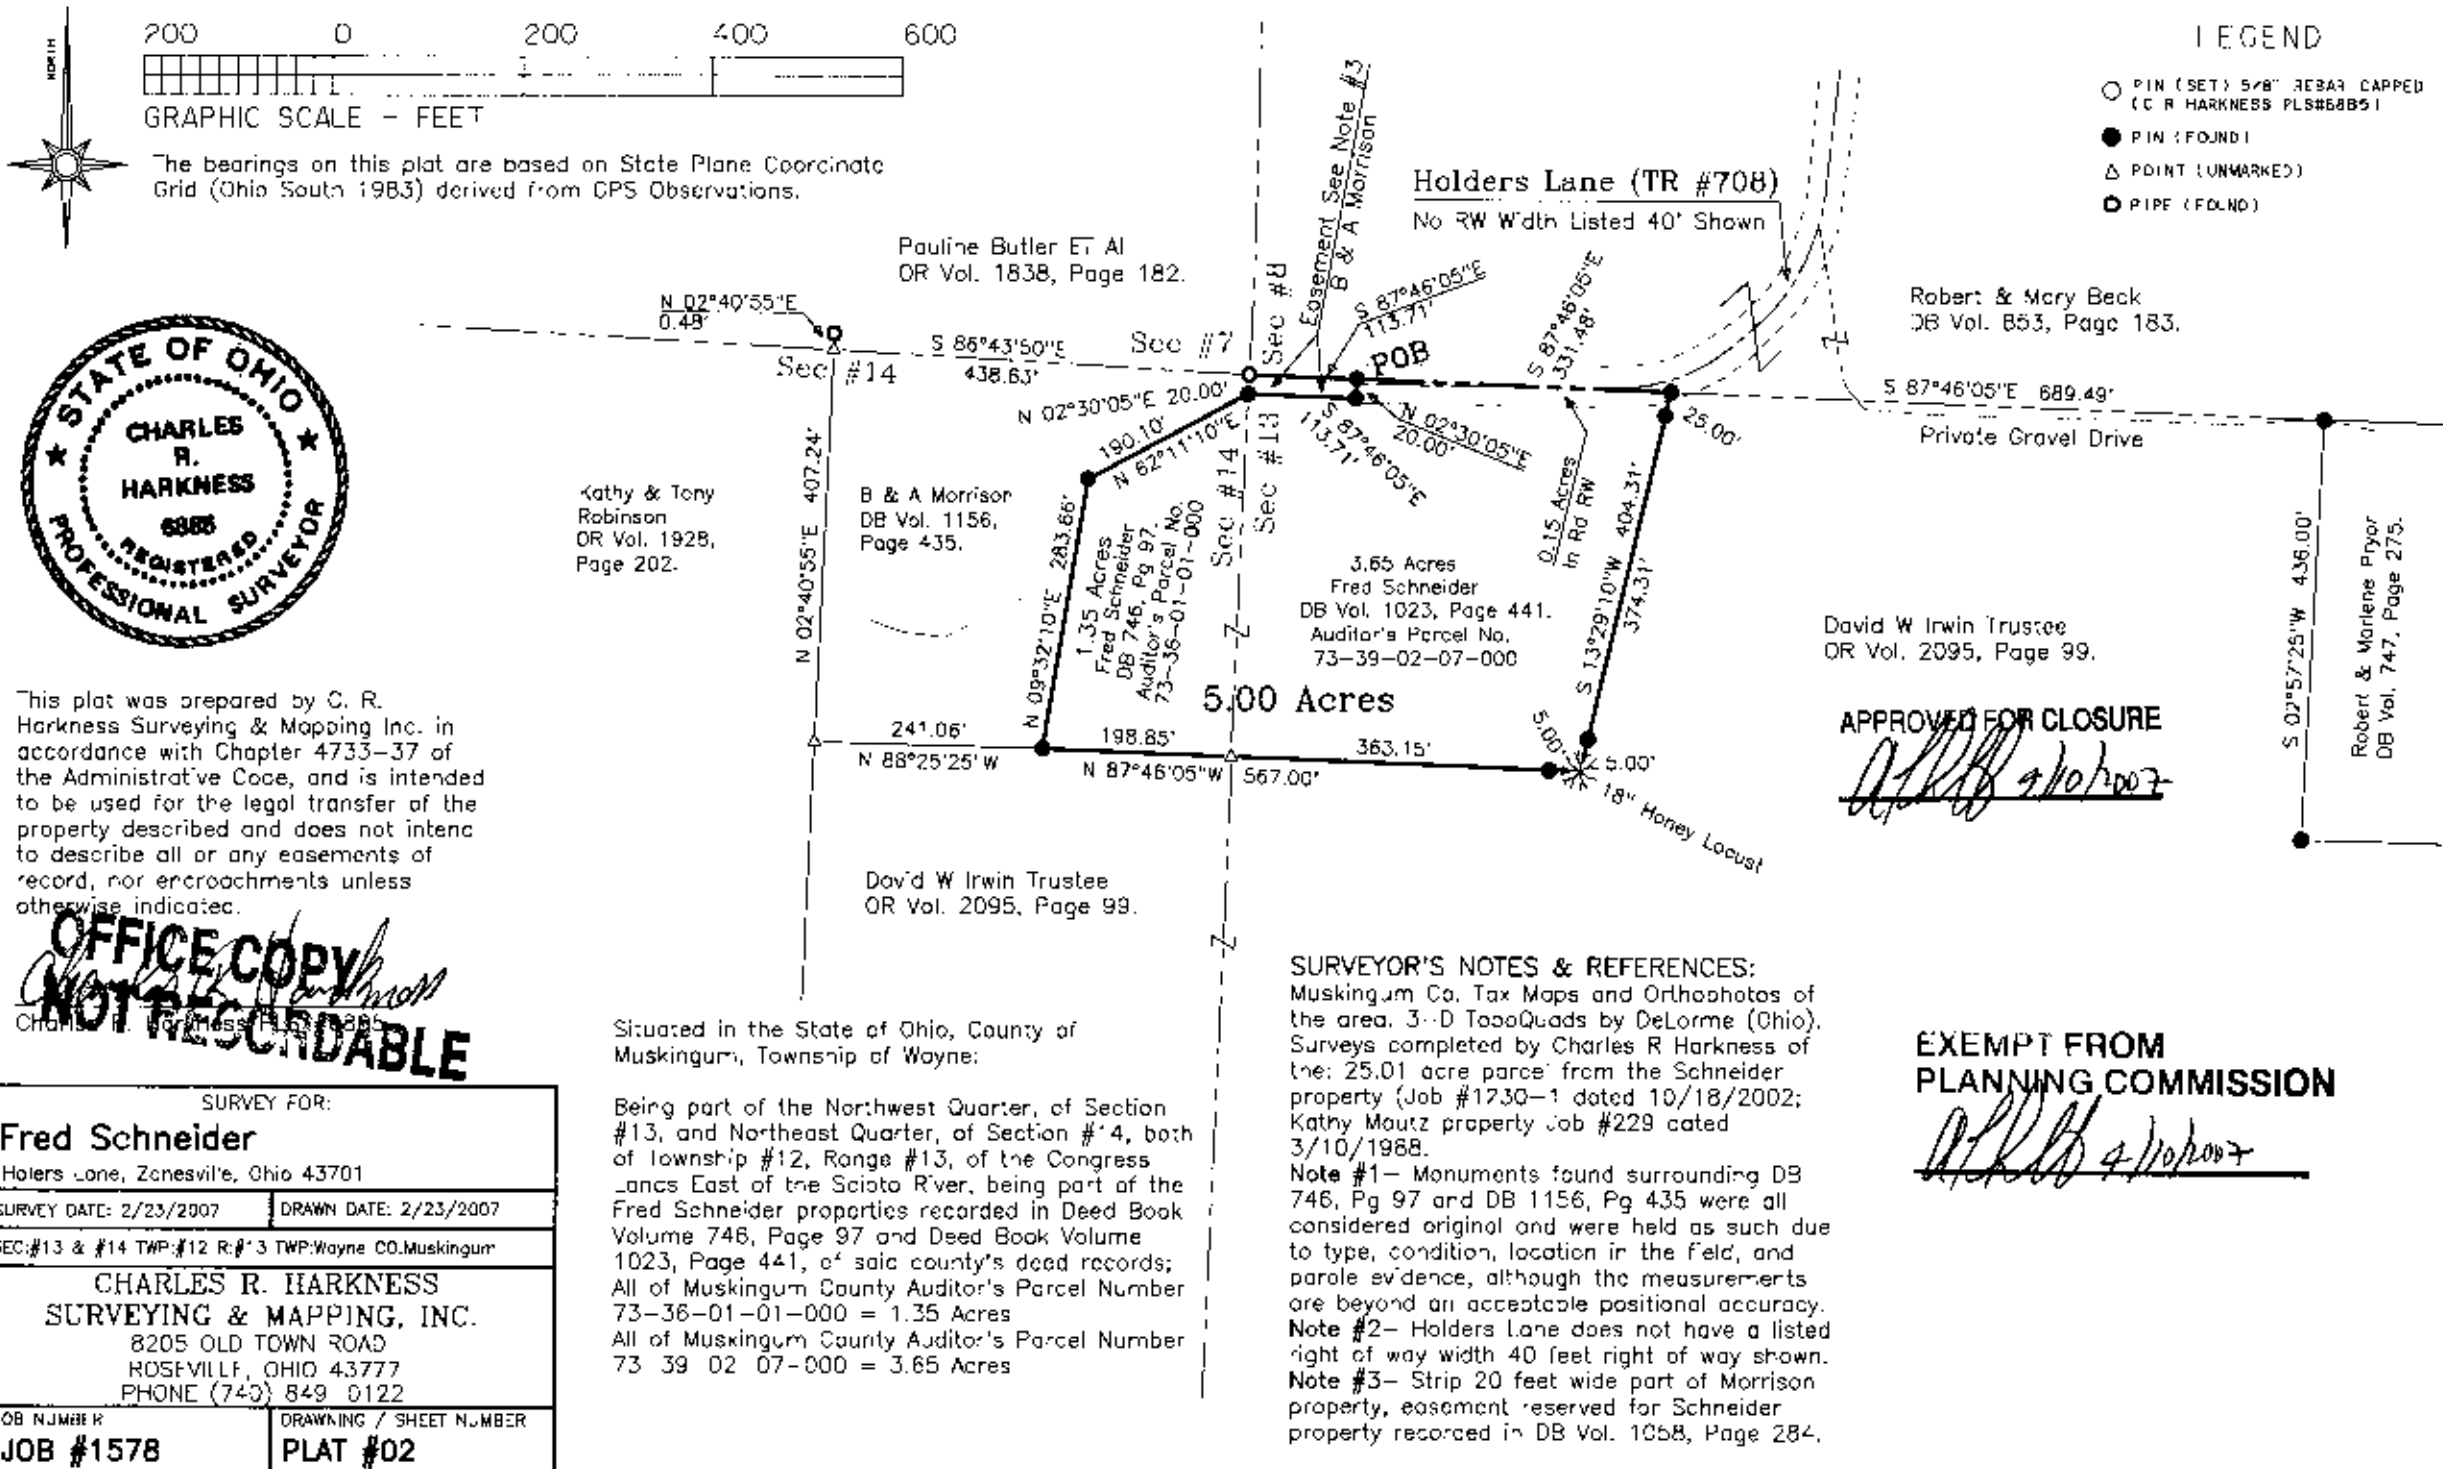 200 0 200 400 600
GRAPHIC SCALE - FEET
NORTH
The bearings on this plat are based on State Plane Coordinate
Grid (Ohio South 1983) derived from GPS Observations.
LEGEND
PIN (SET) 5/8" REBAR CAPPED
(C R HARKNESS PLS#6885)
PIN (FOUND)
POINT (UNMARKED)
PIPE (FOUND)
Holders Lane (TR #708)
No RW Width Listed 40' Shown
Easement See Note #3
B & A Morrison
Pauline Butler ET Al
OR Vol. 1838, Page 182.
Robert & Mary Beck
DB Vol. 853, Page 183.
N 02°40'55"E
0.48'
S 86°43'50"E
438.63'
Sec #7
Sec #8
Sec #14
S 87°46'05"E
113.71'
POB
S 87°46'05"E
331.48'
S 87°46'05"E 689.49'
Private Gravel Drive
25.00'
N 02°30'05"E 20.00'
N 02°30'05"E
20.00'
S 87°46'05"E
113.71'
190.10'
N 62°11'10"E
Sec #14
Sec #13
0.15 Acres
In Rd RW
STATE OF OHIO
CHARLES
R.
HARKNESS
6885
REGISTERED
PROFESSIONAL SURVEYOR
Kathy & Tony
Robinson
OR Vol. 1928,
Page 202.
N 02°40'55"E 407.24'
B & A Morrison
DB Vol. 1156,
Page 435.
N 09°32'10"E 283.66'
1.35 Acres
Fred Schneider
DB 746, Pg 97.
Auditor's Parcel No.
73-36-01-01-000
3.65 Acres
Fred Schneider
DB Vol. 1023, Page 441.
Auditor's Parcel No.
73-39-02-07-000
S 13°29'10"W 404.31'
374.31'
5.00 Acres
David W Irwin Trustee
OR Vol. 2095, Page 99.
S 02°57'25"W 436.00'
Robert & Marlene Pryor
DB Vol. 747, Page 275.
APPROVED FOR CLOSURE
4/10/2007
241.06'
N 88°25'25"W
198.85'
363.15'
N 87°46'05"W 567.00'
5.00'
5.00'
18" Honey Locust
David W Irwin Trustee
OR Vol. 2095, Page 99.
This plat was prepared by C. R.
Harkness Surveying & Mapping Inc. in
accordance with Chapter 4733-37 of
the Administrative Code, and is intended
to be used for the legal transfer of the
property described and does not intend
to describe all or any easements of
record, nor encroachments unless
otherwise indicated.
OFFICE COPY
NOT RECORDABLE
Charles R. Harkness PLS# 6885
SURVEY FOR:
Fred Schneider
Holers Lane, Zanesville, Ohio 43701
SURVEY DATE: 2/23/2007 DRAWN DATE: 2/23/2007
SEC:#13 & #14 TWP:#12 R:#13 TWP:Wayne CO.Muskingum
CHARLES R. HARKNESS
SURVEYING & MAPPING, INC.
8205 OLD TOWN ROAD
ROSEVILLE, OHIO 43777
PHONE (740) 849 0122
JOB NUMBER DRAWING / SHEET NUMBER
JOB #1578 PLAT #02
Situated in the State of Ohio, County of
Muskingum, Township of Wayne:
Being part of the Northwest Quarter, of Section
#13, and Northeast Quarter, of Section #14, both
of Township #12, Range #13, of the Congress
Lands East of the Scioto River, being part of the
Fred Schneider properties recorded in Deed Book
Volume 746, Page 97 and Deed Book Volume
1023, Page 441, of said county's deed records;
All of Muskingum County Auditor's Parcel Number
73-36-01-01-000 = 1.35 Acres
All of Muskingum County Auditor's Parcel Number
73 39 02 07-000 = 3.65 Acres
SURVEYOR'S NOTES & REFERENCES:
Muskingum Co. Tax Maps and Orthophotos of
the area. 3-D TopoQuads by DeLorme (Ohio).
Surveys completed by Charles R Harkness of
the: 25.01 acre parcel from the Schneider
property (Job #1230-1 dated 10/18/2002;
Kathy Moutz property Job #229 dated
3/10/1988.
Note #1- Monuments found surrounding DB
746, Pg 97 and DB 1156, Pg 435 were all
considered original and were held as such due
to type, condition, location in the field, and
parole evidence, although the measurements
are beyond an acceptable positional accuracy.
Note #2- Holders Lane does not have a listed
right of way width 40 feet right of way shown.
Note #3- Strip 20 feet wide part of Morrison
property, easement reserved for Schneider
property recorded in DB Vol. 1058, Page 284.
EXEMPT FROM
PLANNING COMMISSION
4/10/2007